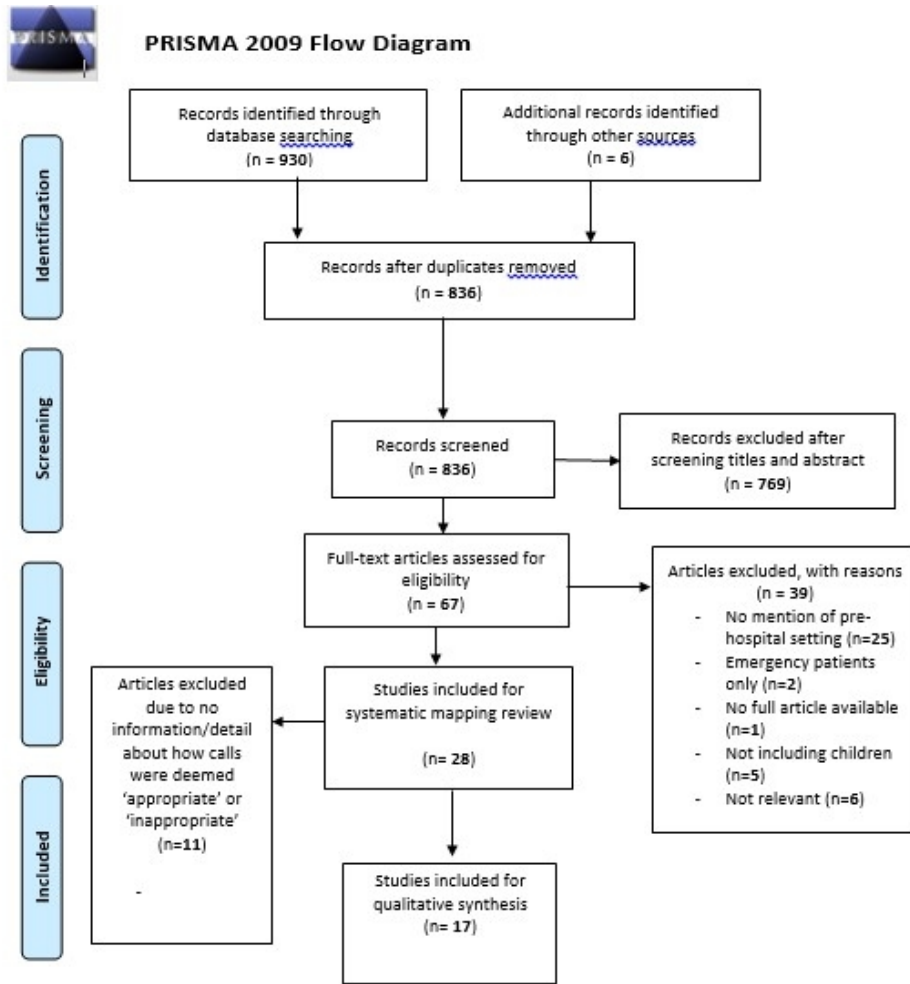 PRISMA
PRISMA 2009 Flow Diagram
Identification
Records identified through
database searching
(n = 930)
Additional records identified
through other sources
(n = 6)
Records after duplicates removed
(n = 836)
Screening
Records screened
(n = 836)
Records excluded after
screening titles and abstract
(n = 769)
Eligibility
Full-text articles assessed for
eligibility
(n = 67)
Articles excluded, with reasons
(n = 39)
- No mention of pre-
hospital setting (n=25)
- Emergency patients
only (n=2)
- No full article available
(n=1)
- Not including children
(n=5)
- Not relevant (n=6)
Studies included for
systematic mapping review
(n= 28)
Articles excluded
due to no
information/detail
about how calls
were deemed
‘appropriate’ or
‘inappropriate’
(n=11)
-
Included
Studies included for
qualitative synthesis
(n= 17)